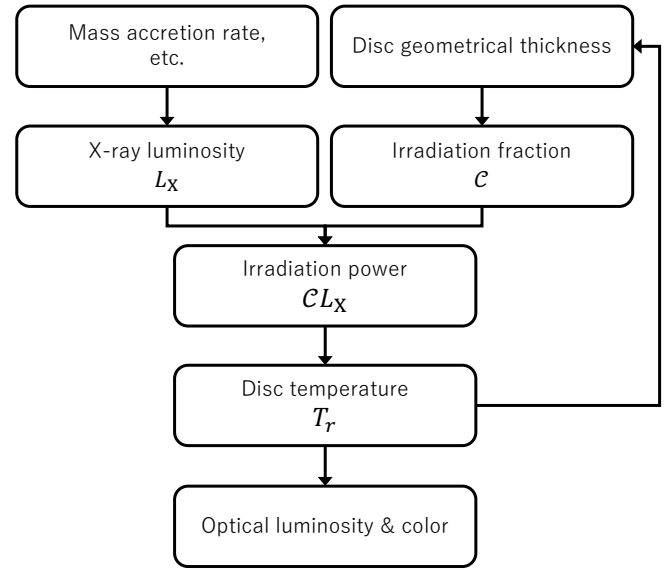 Mass accretion rate,
etc.
Disc geometrical thickness
X-ray luminosity
L_X
Irradiation fraction
𝒞
Irradiation power
𝒞L_X
Disc temperature
T_r
Optical luminosity & color